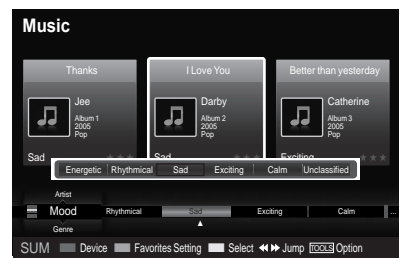 Music
Thanks I Love You Better than yesterday
Jee Darby Catherine
Album 1 Album 2 Album 3
2005 2005 2005
Pop Pop Pop
Sad Sad Exciting
Energetic Rhythmical Sad Exciting Calm Unclassified
Artist
Mood Rhythmical Sad Exciting Calm ...
Genre
SUM Device Favorites Setting Select Jump TOOLS Option